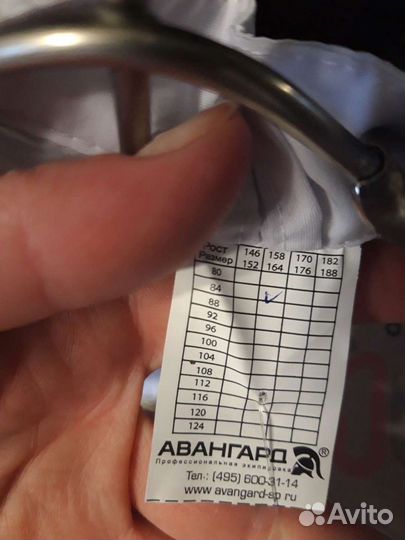 Рост 146 158 170 182
Размер 152 164 176 188
80
84
88
92
96
100
104
108
112
116
120
124
АВАНГАРД®
Профессиональная экипировка
Тел.: (495) 600-31-14
www.avangard-sp.ru
Avito